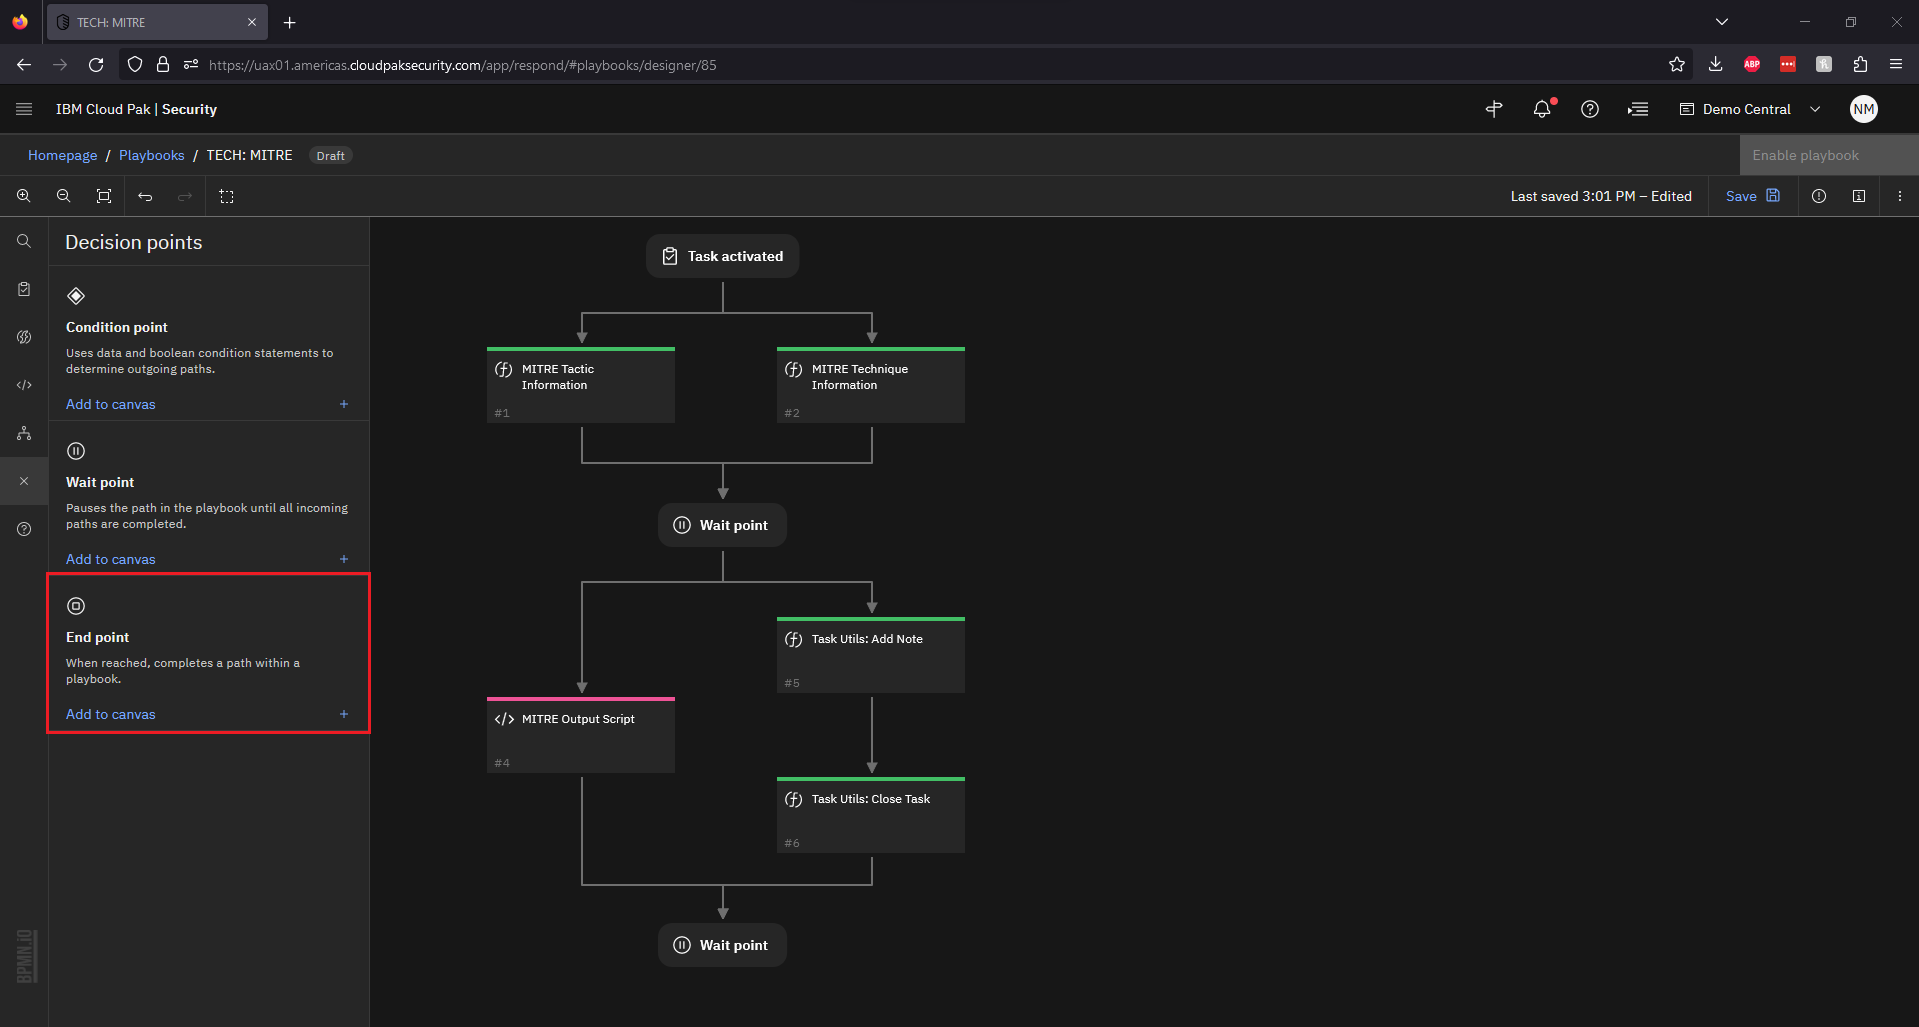 TECH: MITRE
https://uax01.americas.cloudpaksecurity.com/app/respond/#playbooks/designer/85
ABP
IBM Cloud Pak | Security
Demo Central
NM
Homepage / Playbooks / TECH: MITRE Draft
Enable playbook
Last saved 3:01 PM – Edited
Save
Decision points
Condition point
Uses data and boolean condition statements to
determine outgoing paths.
Add to canvas +
Wait point
Pauses the path in the playbook until all incoming
paths are completed.
Add to canvas +
End point
When reached, completes a path within a
playbook.
Add to canvas +
BPMN.iO
Task activated
MITRE Tactic
Information
#1
MITRE Technique
Information
#2
Wait point
Task Utils: Add Note
#5
</> MITRE Output Script
#4
Task Utils: Close Task
#6
Wait point